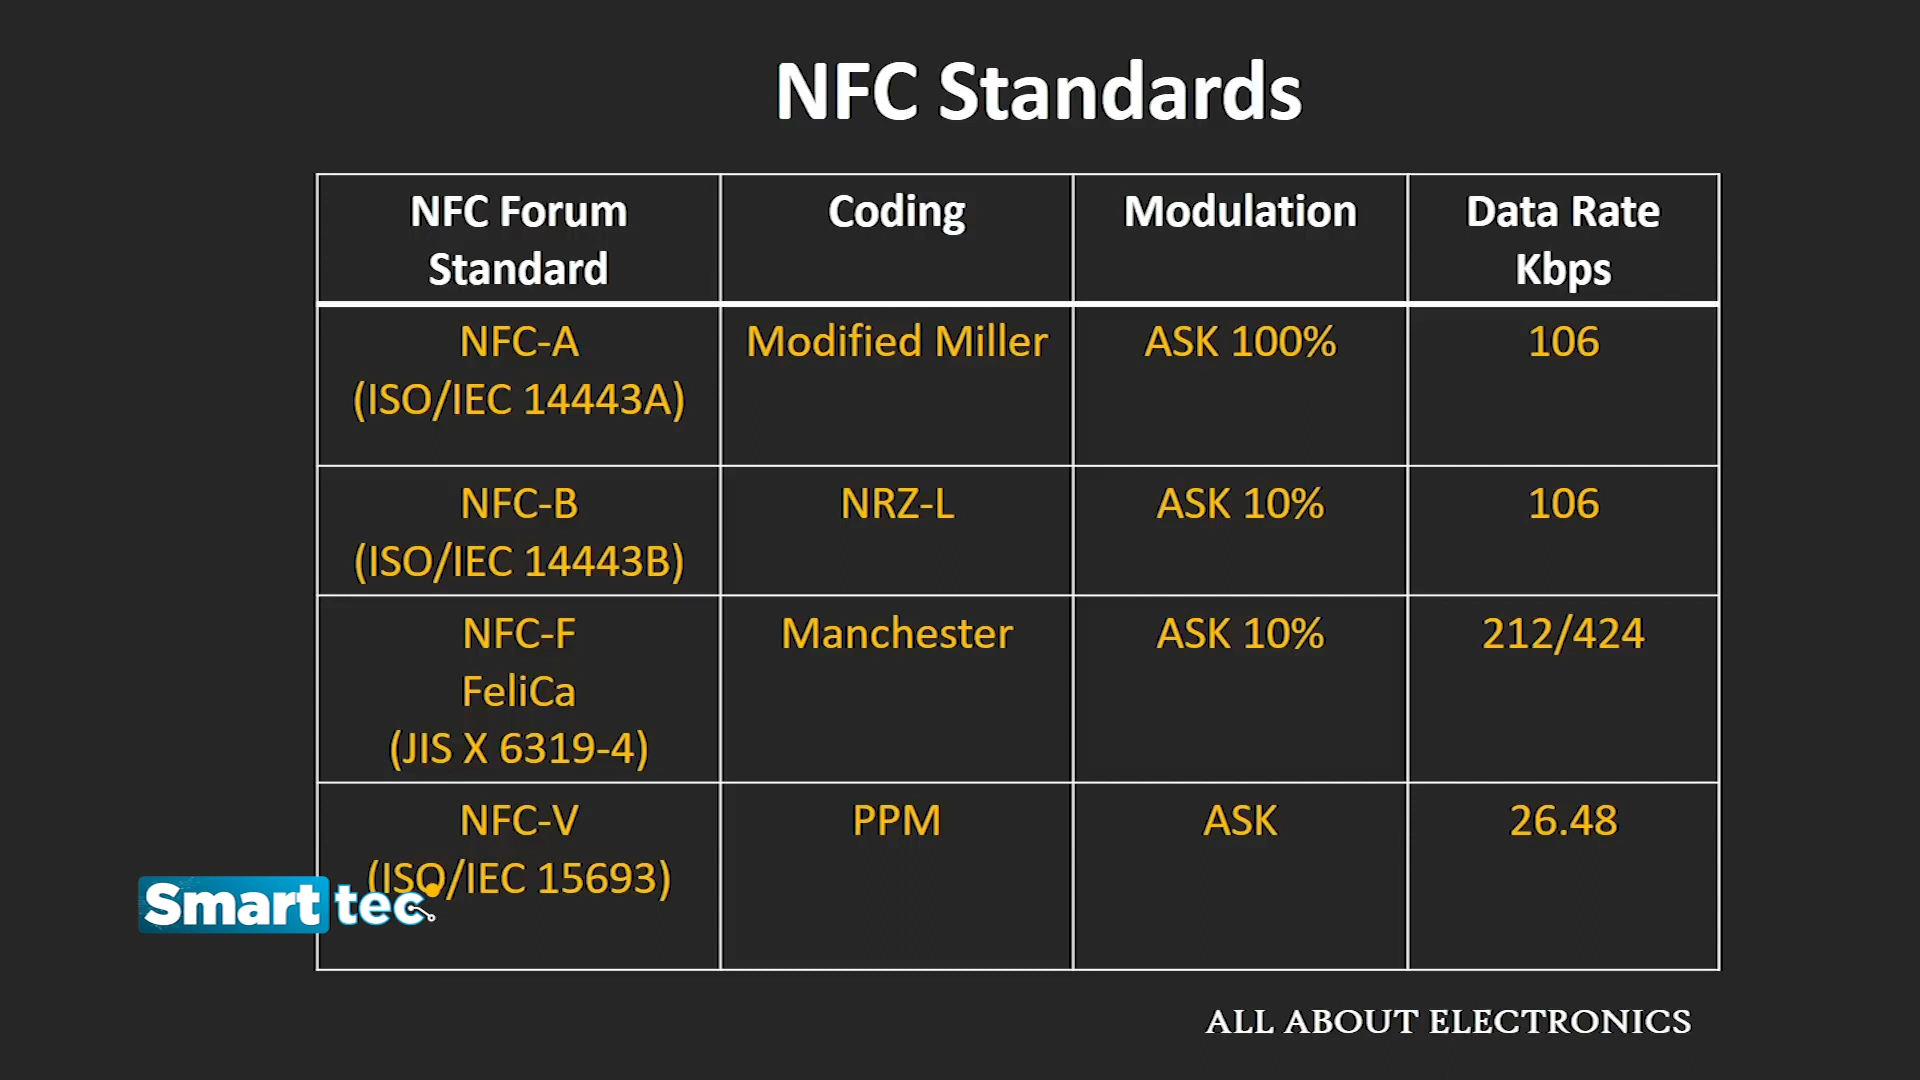 NFC Standards
NFC Forum Standard
Coding
Modulation
Data Rate Kbps
NFC-A
(ISO/IEC 14443A)
Modified Miller
ASK 100%
106
NFC-B
(ISO/IEC 14443B)
NRZ-L
ASK 10%
106
NFC-F
FeliCa
(JIS X 6319-4)
Manchester
ASK 10%
212/424
NFC-V
(ISO/IEC 15693)
PPM
ASK
26.48
Smart tec
ALL ABOUT ELECTRONICS